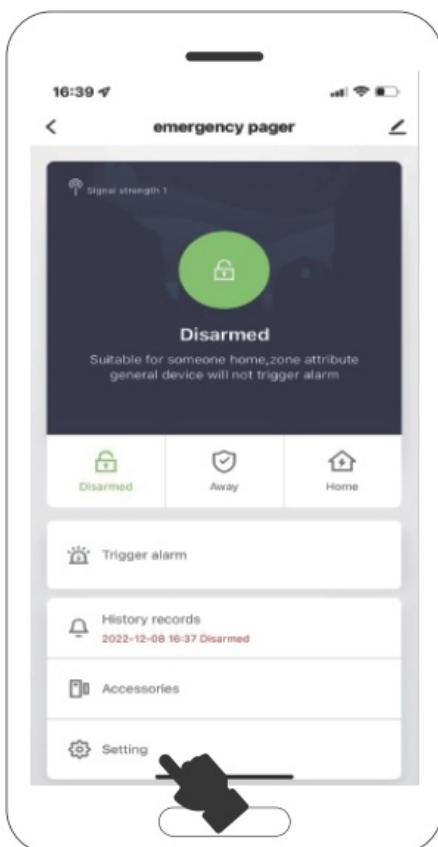 16:39
emergency pager
Signal strength 1
Disarmed
Suitable for someone home,zone attribute
general device will not trigger alarm
Disarmed
Away
Home
Trigger alarm
History records
2022-12-08 16:37 Disarmed
Accessories
Setting